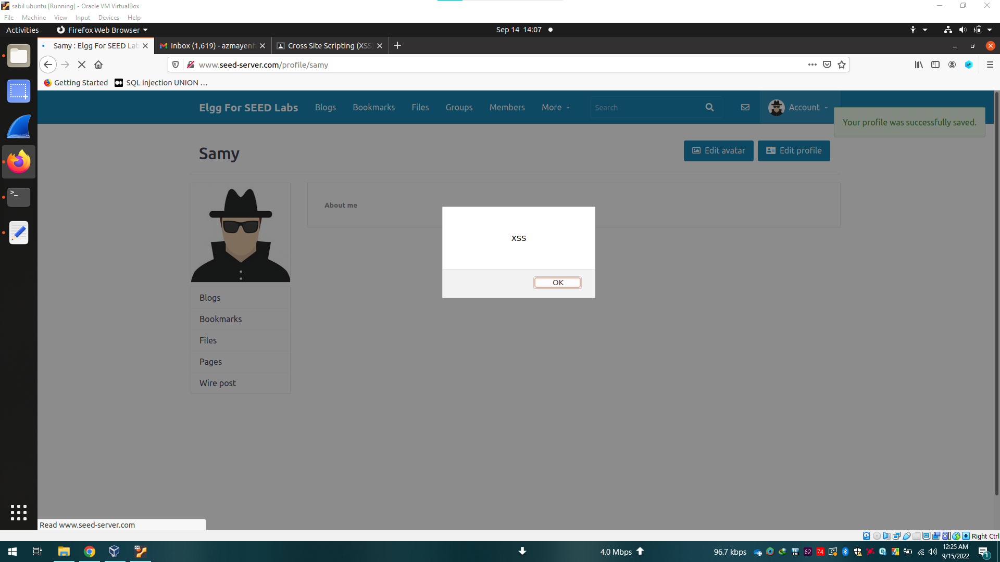 sabil ubuntu [Running] - Oracle VM VirtualBox
File Machine View Input Devices Help
Activities Firefox Web Browser Sep 14 14:07
Samy : Elgg For SEED Lab Inbox (1,619) - azmayenf Cross Site Scripting (XSS)
www.seed-server.com/profile/samy
Getting Started SQL injection UNION ...
Elgg For SEED Labs Blogs Bookmarks Files Groups Members More Search Account
Your profile was successfully saved.
Samy
Edit avatar Edit profile
About me
XSS
OK
Blogs
Bookmarks
Files
Pages
Wire post
Read www.seed-server.com
Right Ctrl
4.0 Mbps 96.7 kbps 62 74 12:25 AM
9/15/2022 1